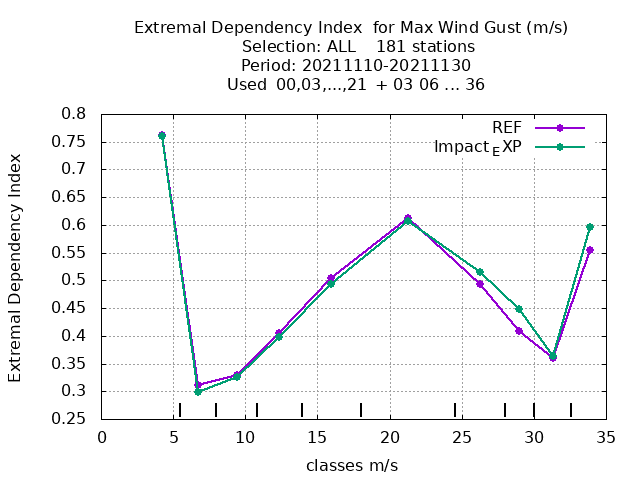 Extremal Dependency Index  for Max Wind Gust (m/s)
Selection: ALL    181 stations
Period: 20211110-20211130
Used  00,03,...,21  + 03 06 ... 36
REF
Impact_EXP
Extremal Dependency Index
0.8
0.75
0.7
0.65
0.6
0.55
0.5
0.45
0.4
0.35
0.3
0.25
0 5 10 15 20 25 30 35
classes m/s